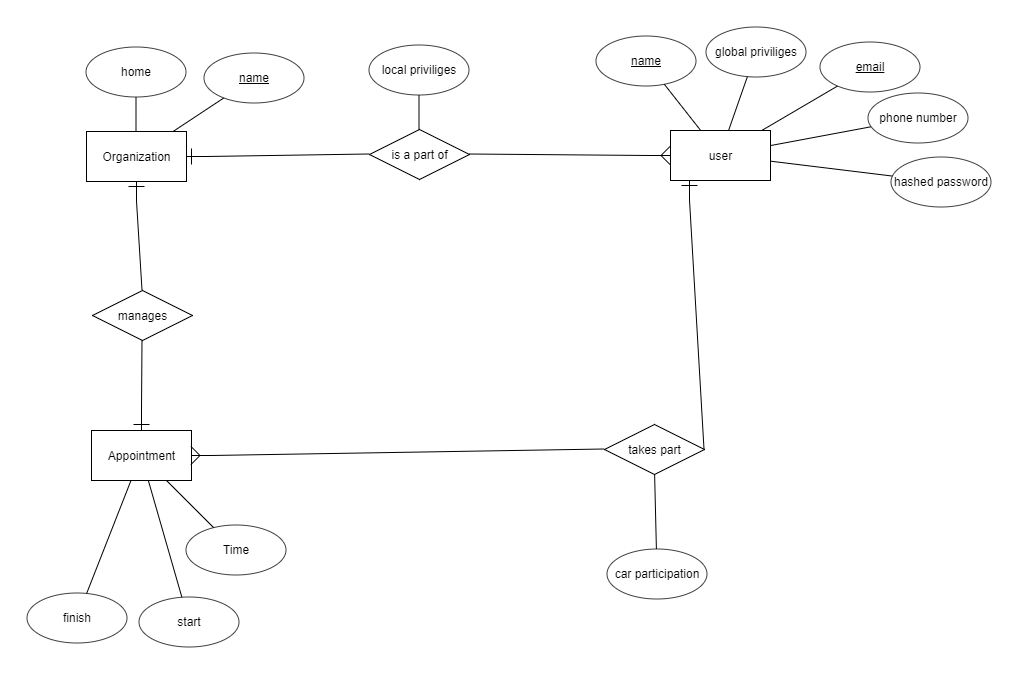 home
name
local priviliges
name
global priviliges
email
phone number
hashed password
Organization
is a part of
user
manages
Appointment
takes part
Time
car participation
finish
start